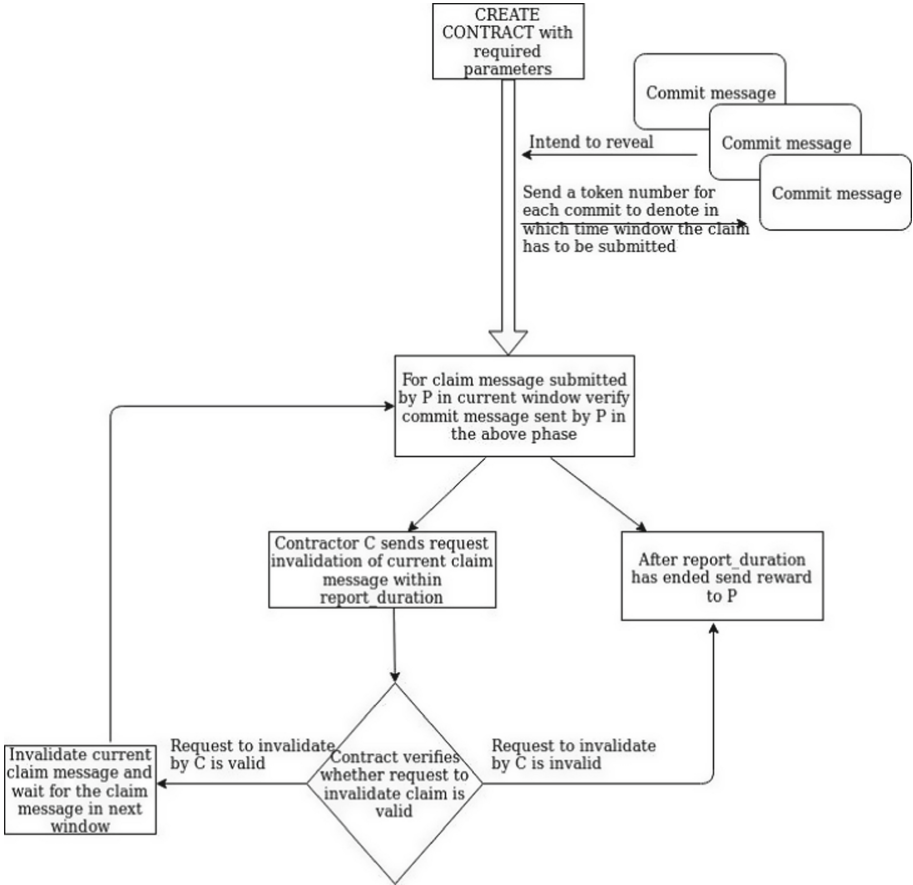 CREATE
CONTRACT with
required
parameters
Commit message
Commit message
Commit message
Intend to reveal
Send a token number for
each commit to denote in
which time window the claim
has to be submitted
For claim message submitted
by P in current window verify
commit message sent by P in
the above phase
Contractor C sends request
invalidation of current claim
message within
report_duration
After report_duration
has ended send reward
to P
Request to invalidate
by C is valid
Contract verifies
whether request to
invalidate claim is
valid
Request to invalidate
by C is invalid
Invalidate current
claim message and
wait for the claim
message in next
window